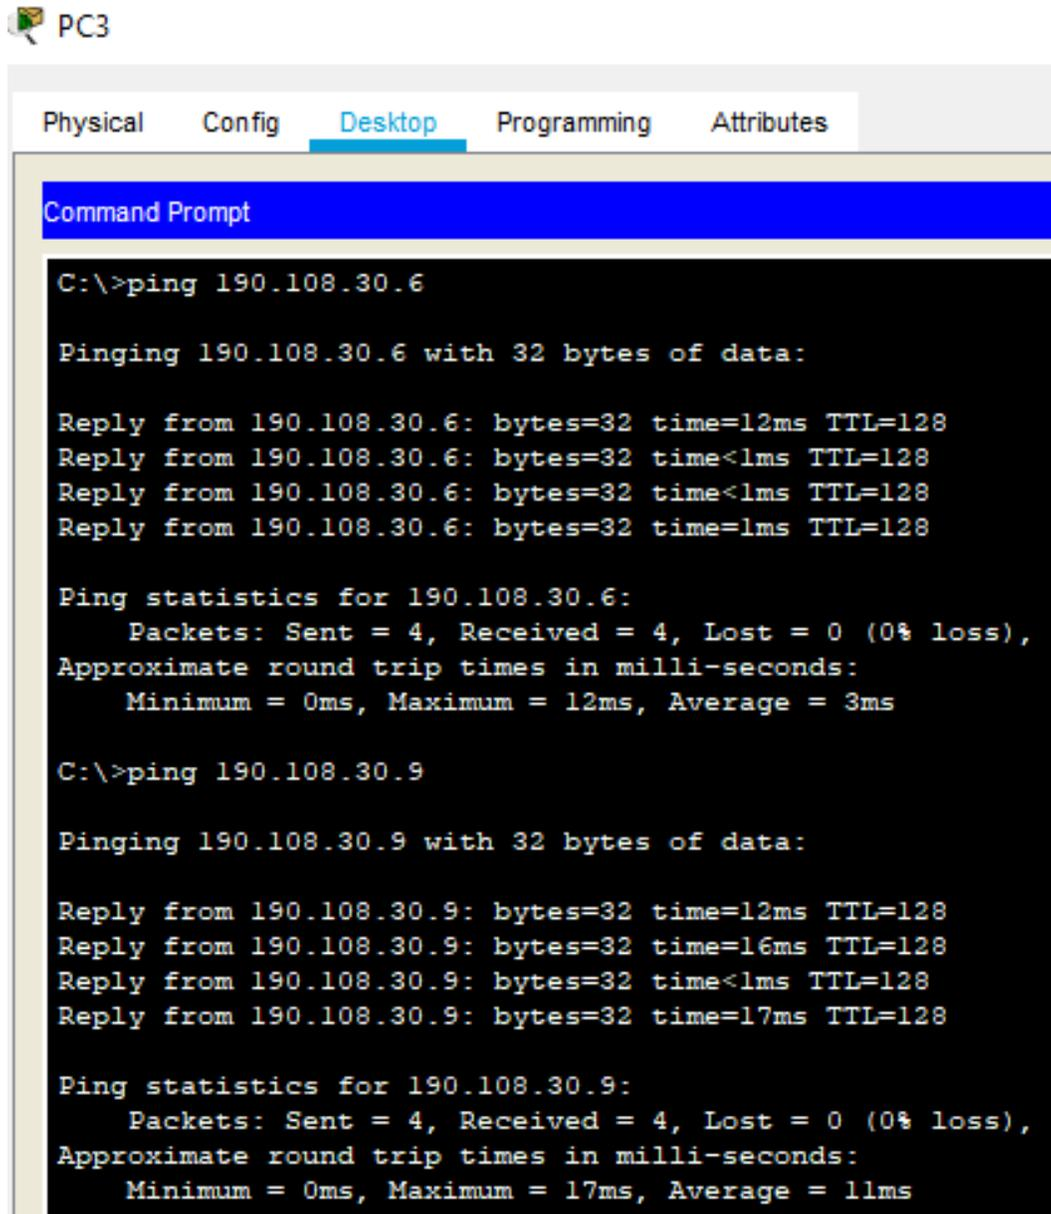 PC3
Physical Config Desktop Programming Attributes
Command Prompt
C:\>ping 190.108.30.6
Pinging 190.108.30.6 with 32 bytes of data:
Reply from 190.108.30.6: bytes=32 time=12ms TTL=128
Reply from 190.108.30.6: bytes=32 time<1ms TTL=128
Reply from 190.108.30.6: bytes=32 time<1ms TTL=128
Reply from 190.108.30.6: bytes=32 time=1ms TTL=128
Ping statistics for 190.108.30.6:
Packets: Sent = 4, Received = 4, Lost = 0 (0% loss),
Approximate round trip times in milli-seconds:
Minimum = 0ms, Maximum = 12ms, Average = 3ms
C:\>ping 190.108.30.9
Pinging 190.108.30.9 with 32 bytes of data:
Reply from 190.108.30.9: bytes=32 time=12ms TTL=128
Reply from 190.108.30.9: bytes=32 time=16ms TTL=128
Reply from 190.108.30.9: bytes=32 time<1ms TTL=128
Reply from 190.108.30.9: bytes=32 time=17ms TTL=128
Ping statistics for 190.108.30.9:
Packets: Sent = 4, Received = 4, Lost = 0 (0% loss),
Approximate round trip times in milli-seconds:
Minimum = 0ms, Maximum = 17ms, Average = 11ms